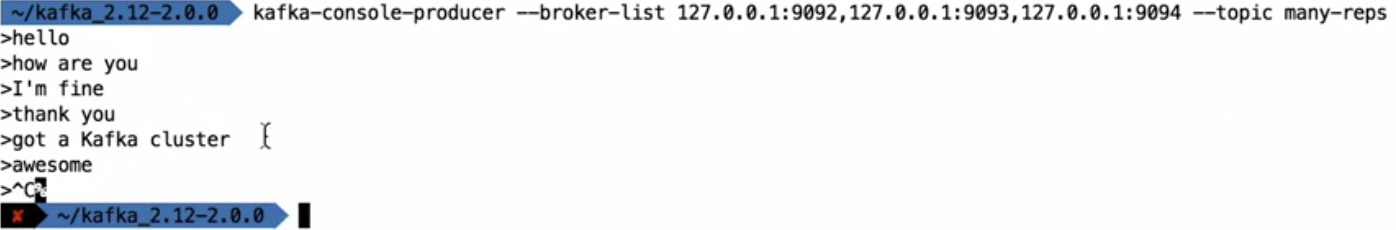 ~/kafka_2.12-2.0.0 kafka-console-producer --broker-list 127.0.0.1:9092,127.0.0.1:9093,127.0.0.1:9094 --topic many-reps
>hello
>how are you
>I'm fine
>thank you
>got a Kafka cluster
>awesome
>^C%
✘ ~/kafka_2.12-2.0.0